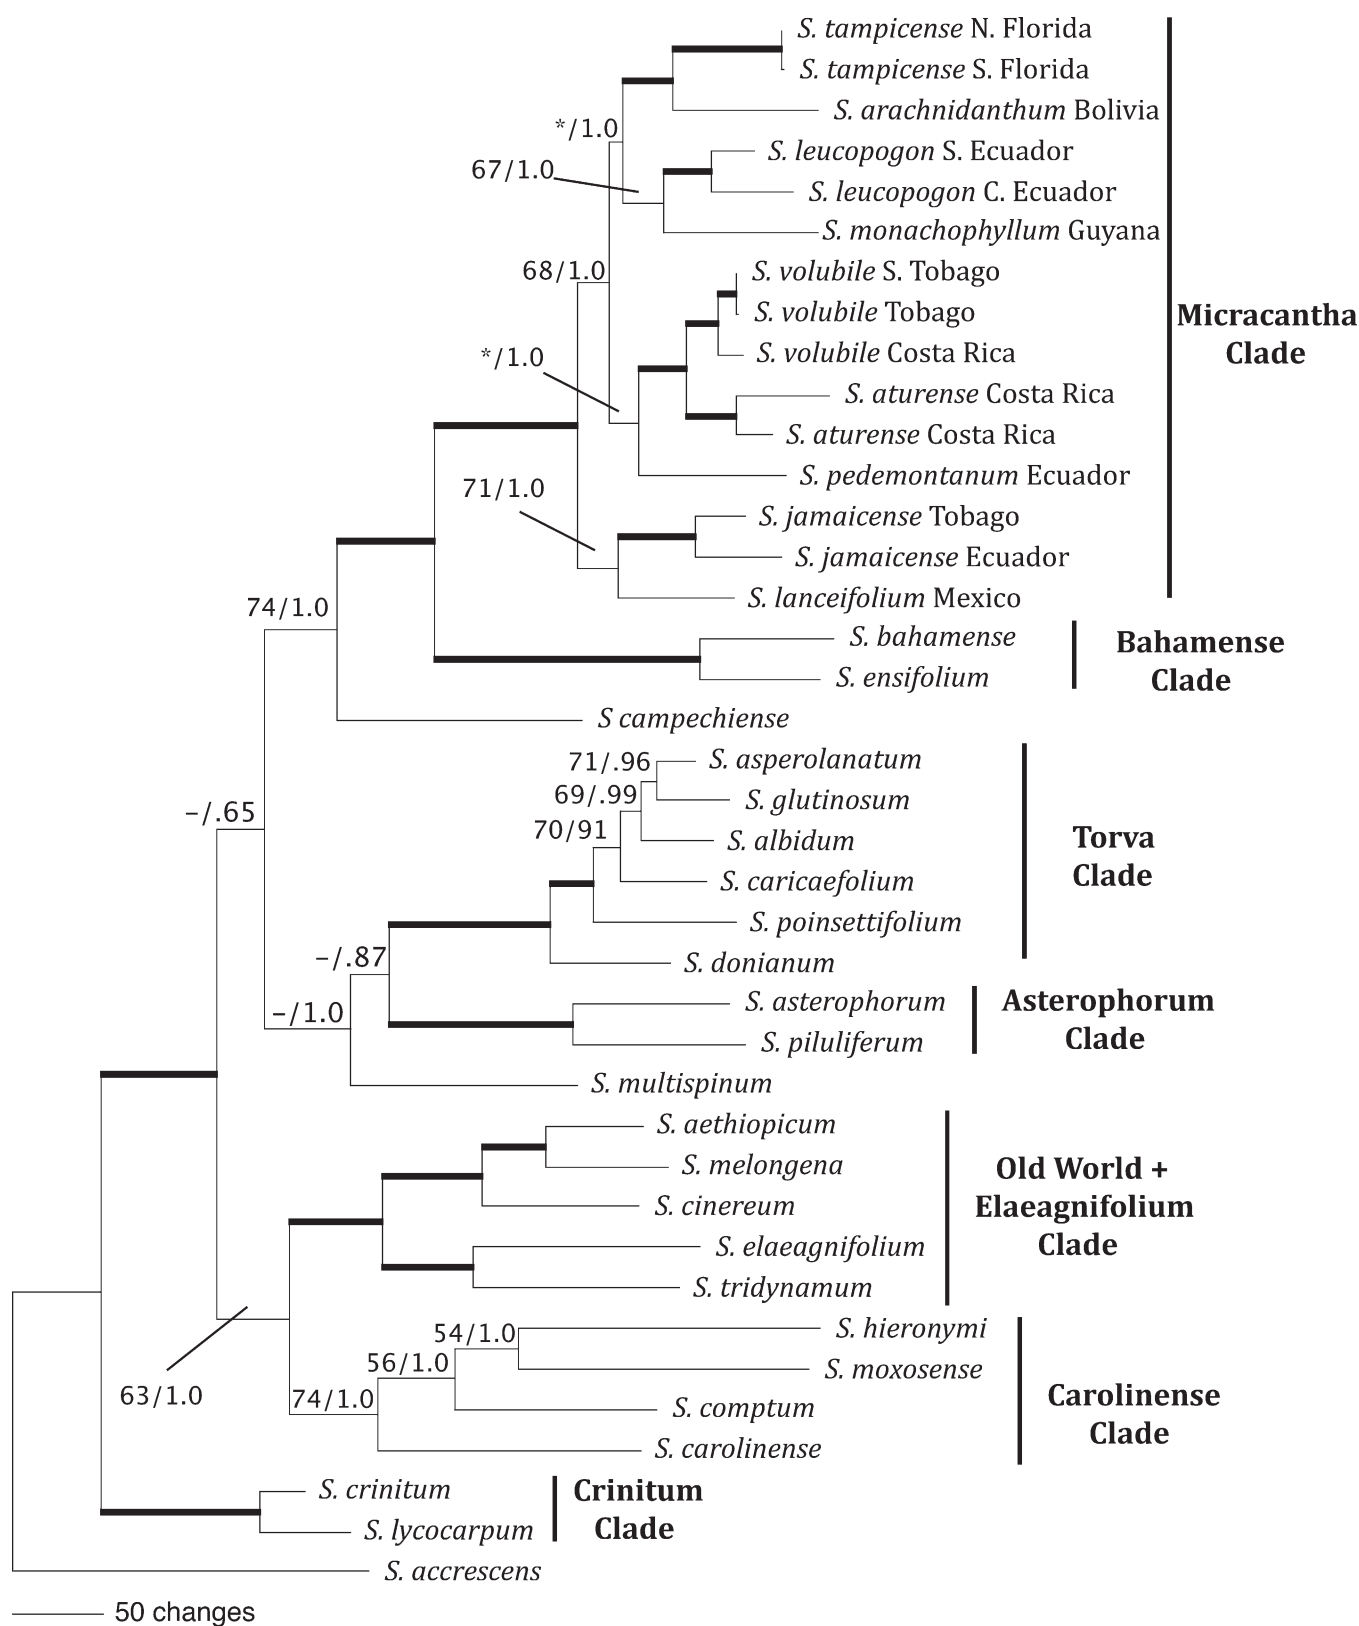 S. tampicense N. Florida
S. tampicense S. Florida
S. arachnidanthum Bolivia
*/1.0
S. leucopogon S. Ecuador
67/1.0
S. leucopogon C. Ecuador
S. monachophyllum Guyana
68/1.0
S. volubile S. Tobago
S. volubile Tobago
Micracantha
Clade
*/1.0
S. volubile Costa Rica
S. aturense Costa Rica
S. aturense Costa Rica
S. pedemontanum Ecuador
71/1.0
S. jamaicense Tobago
S. jamaicense Ecuador
S. lanceifolium Mexico
74/1.0
S. bahamense
Bahamense
Clade
S. ensifolium
S campechiense
71/.96
S. asperolanatum
69/.99
S. glutinosum
-/.65
70/91
S. albidum
Torva
Clade
S. caricaefolium
S. poinsettifolium
-/.87
S. donianum
-/1.0
S. asterophorum
Asterophorum
Clade
S. piluliferum
S. multispinum
S. aethiopicum
S. melongena
Old World +
Elaeagnifolium
Clade
S. cinereum
S. elaeagnifolium
S. tridynamum
54/1.0
S. hieronymi
56/1.0
S. moxosense
63/1.0
74/1.0
S. comptum
Carolinense
Clade
S. carolinense
S. crinitum
Crinitum
Clade
S. lycocarpum
S. accrescens
50 changes